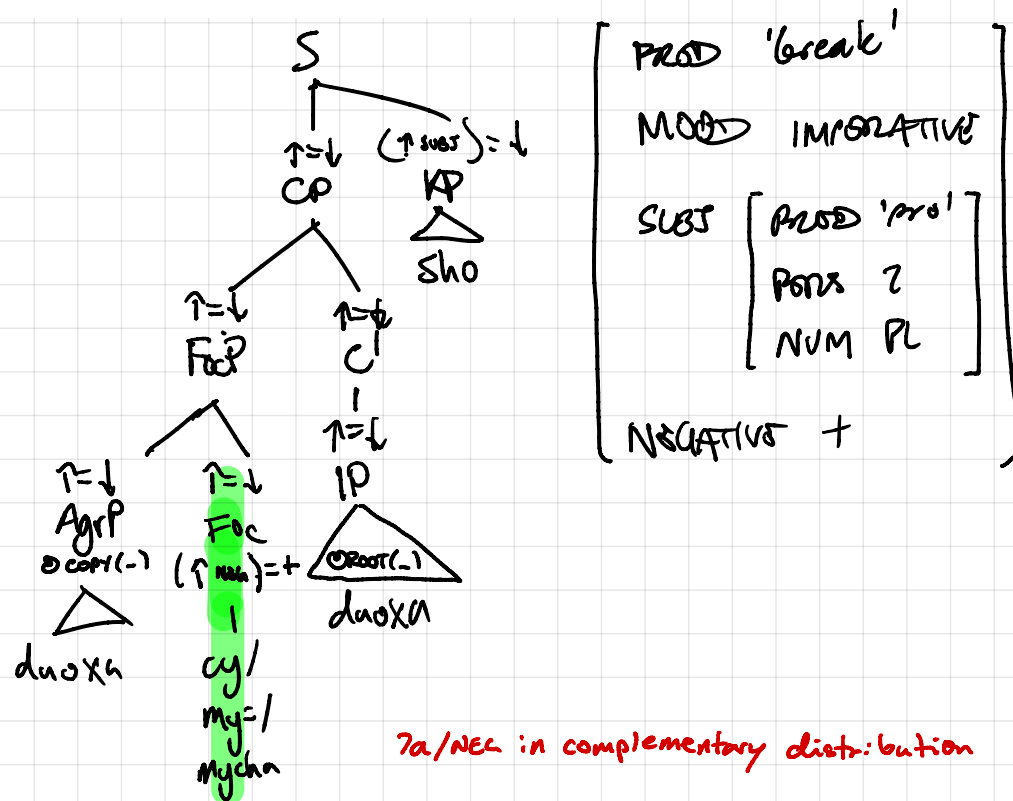 S
↑=↓
(↑ SUBJ)=↓
CP
KP
sho
↑=↓
↑=↓
FocP
C'
↑=↓
IP
ROOT(_)
duoxa
↑=↓
↑=↓
AgrP
Foc
COPY(_)
(↑ NEG)=+
duoxa
cy/
my=/
mycha
PRED 'break'
MOOD IMPERATIVE
SUBJ
PRED 'pro'
PERS 2
NUM PL
NEGATIVE +
?a/NEG in complementary distribution